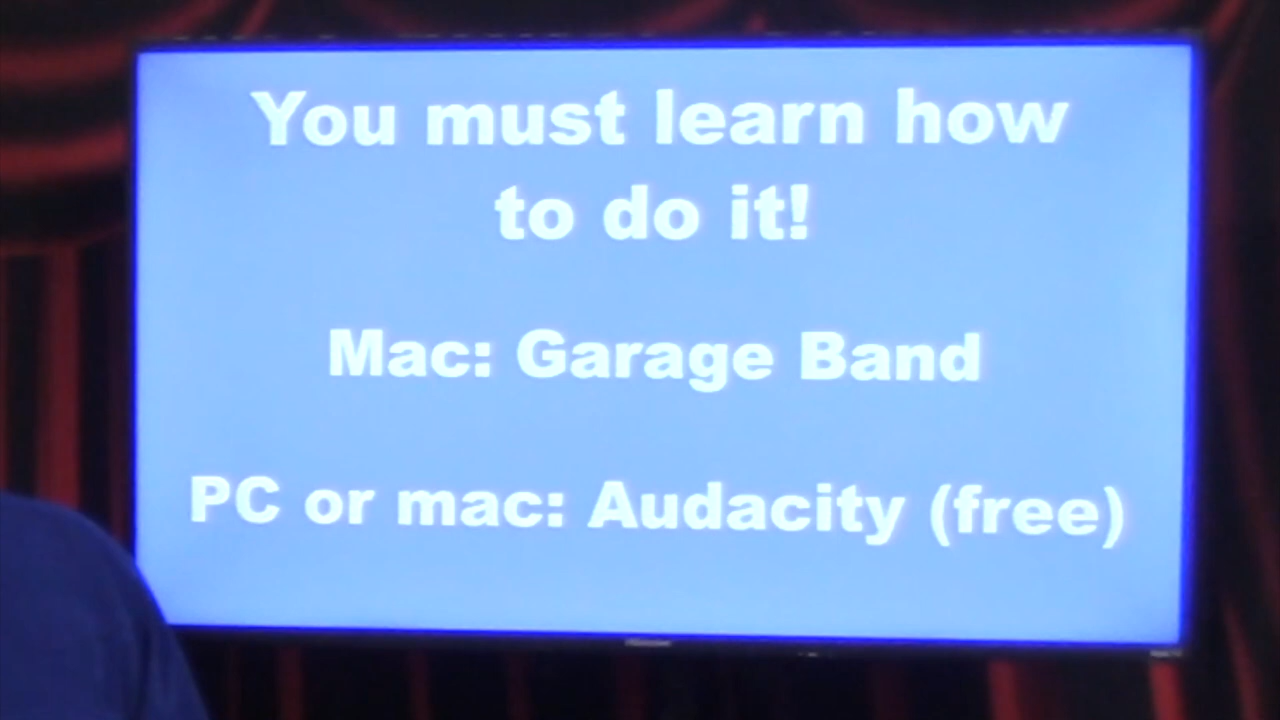 You must learn how
to do it!
Mac: Garage Band
PC or mac: Audacity (free)